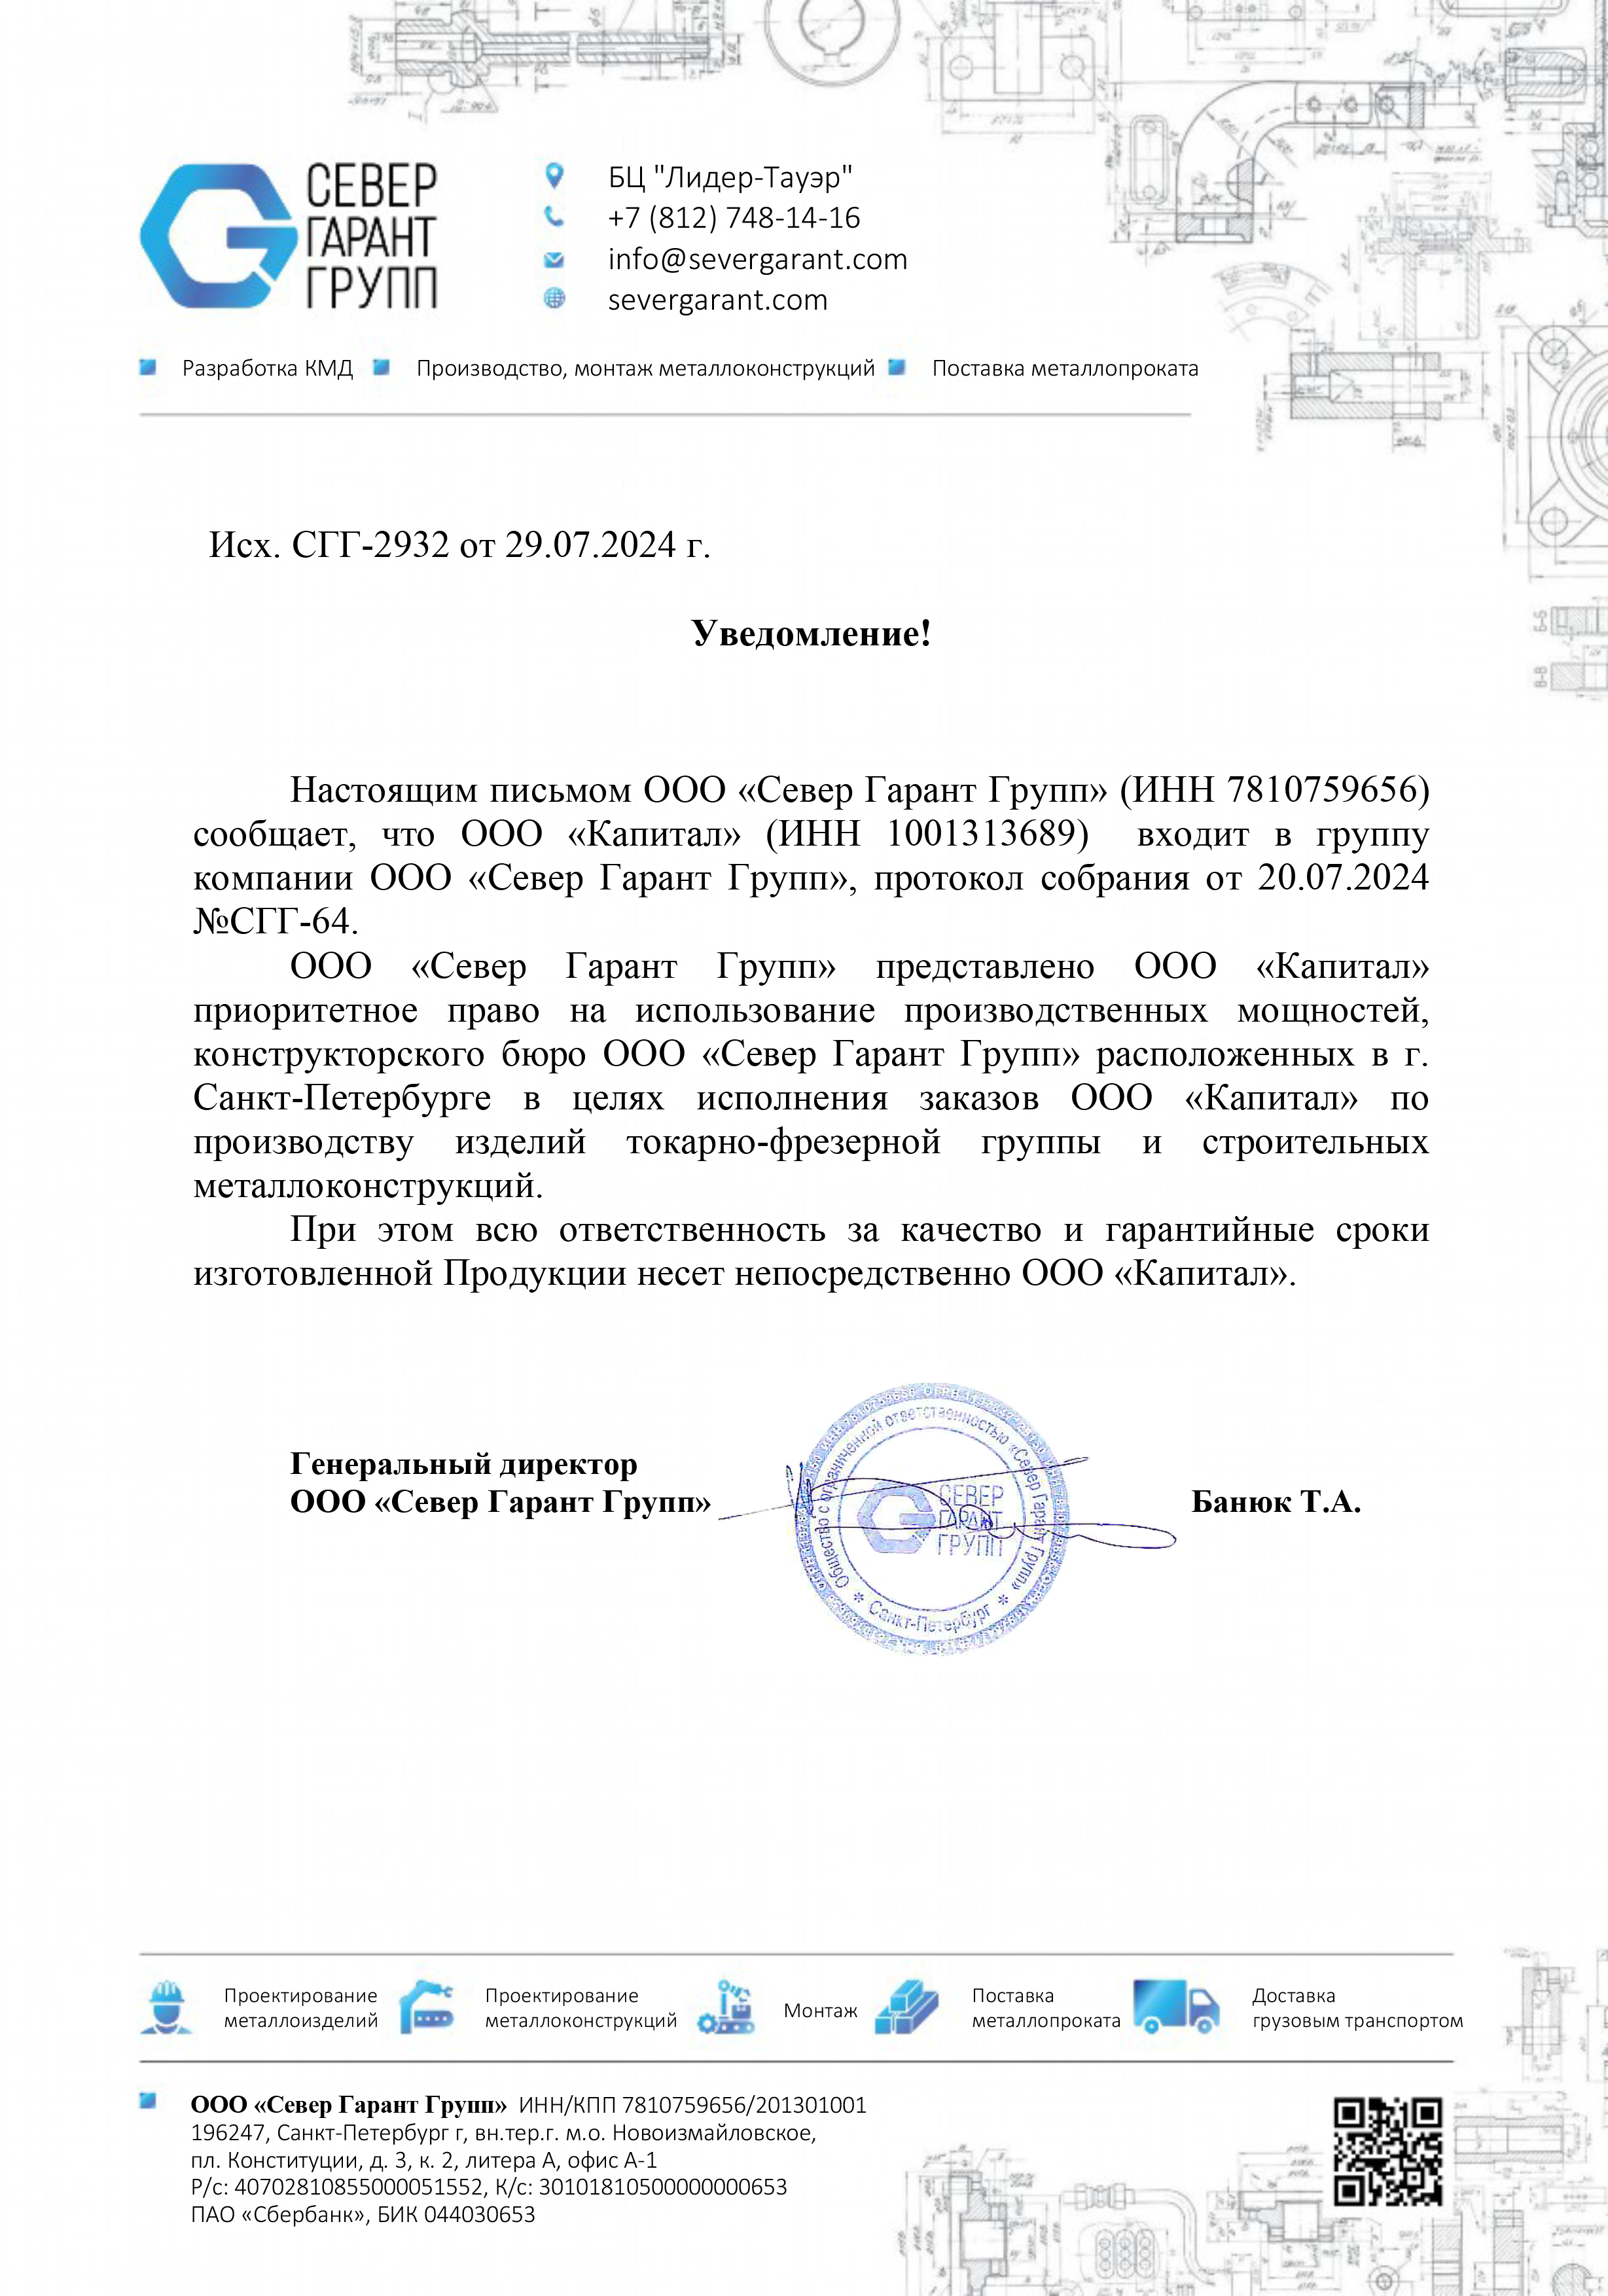 СЕВЕР
ГАРАНТ
ГРУПП
БЦ "Лидер-Тауэр"
+7 (812) 748-14-16
info@severgarant.com
severgarant.com
Разработка КМД Производство, монтаж металлоконструкций Поставка металлопроката
Исх. СГГ-2932 от 29.07.2024 г.
Уведомление!
Настоящим письмом ООО «Север Гарант Групп» (ИНН 7810759656)
сообщает, что ООО «Капитал» (ИНН 1001313689) входит в группу
компании ООО «Север Гарант Групп», протокол собрания от 20.07.2024
№СГГ-64.
ООО «Север Гарант Групп» представлено ООО «Капитал»
приоритетное право на использование производственных мощностей,
конструкторского бюро ООО «Север Гарант Групп» расположенных в г.
Санкт-Петербурге в целях исполнения заказов ООО «Капитал» по
производству изделий токарно-фрезерной группы и строительных
металлоконструкций.
При этом всю ответственность за качество и гарантийные сроки
изготовленной Продукции несет непосредственно ООО «Капитал».
Генеральный директор
ООО «Север Гарант Групп»
Общество с ограниченной ответственностью «Север Гарант Групп»
СЕВЕР
ГАРАНТ
ГРУПП
* Санкт-Петербург *
Банюк Т.А.
Проектирование
металлоизделий
Проектирование
металлоконструкций
Монтаж
Поставка
металлопроката
Доставка
грузовым транспортом
ООО «Север Гарант Групп» ИНН/КПП 7810759656/201301001
196247, Санкт-Петербург г, вн.тер.г. м.о. Новоизмайловское,
пл. Конституции, д. 3, к. 2, литера А, офис А-1
Р/с: 40702810855000051552, К/с: 30101810500000000653
ПАО «Сбербанк», БИК 044030653
Б-Б
В-В